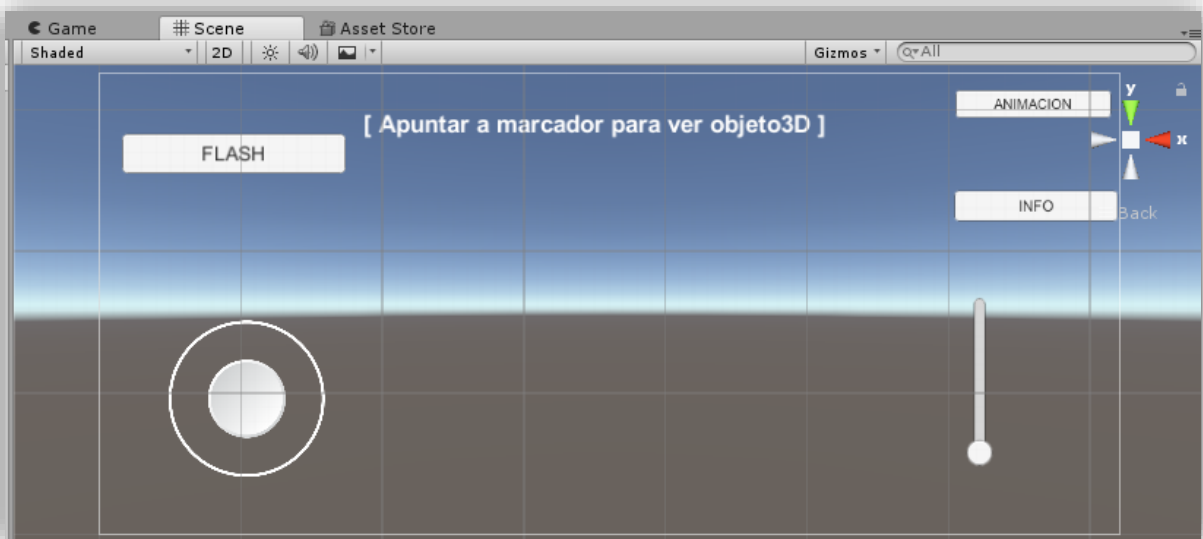 Game Scene Asset Store
Shaded 2D Gizmos All
ANIMACION
y
[ Apuntar a marcador para ver objeto3D ]
FLASH
x
INFO
Back